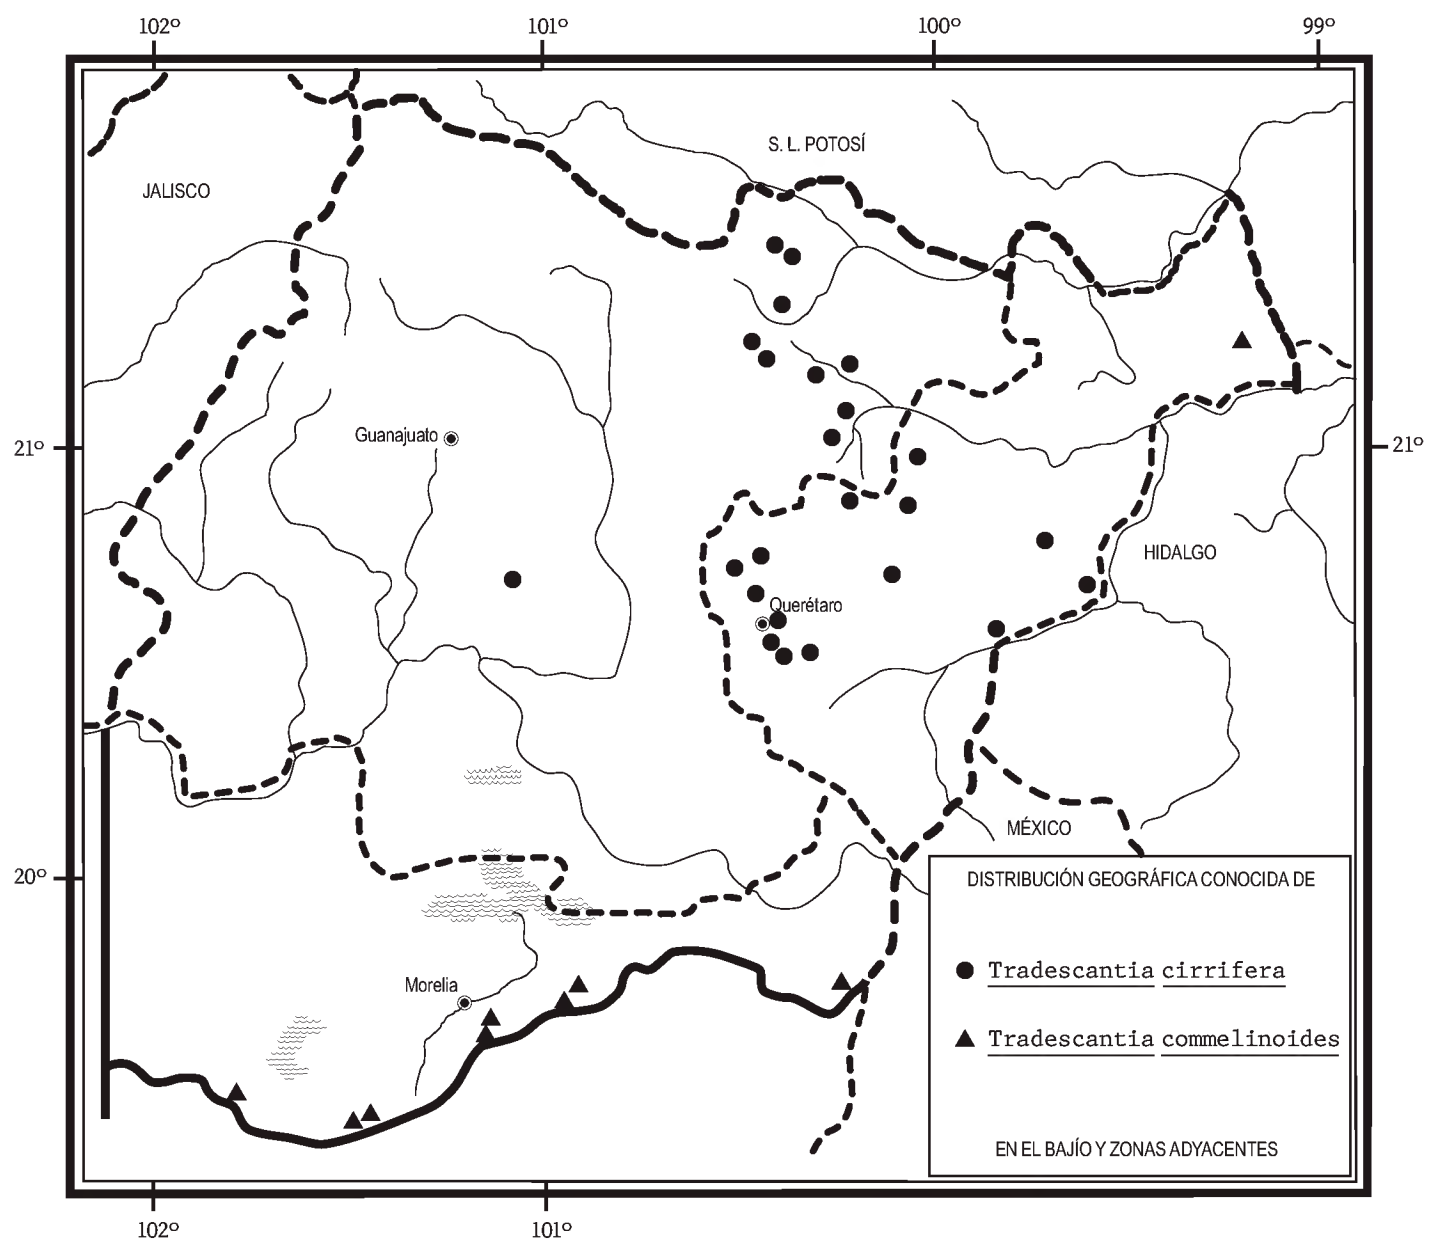 102º 101º 100º 99º
S. L. POTOSÍ
JALISCO
Guanajuato
21º 21º
HIDALGO
Querétaro
MÉXICO
20º
DISTRIBUCIÓN GEOGRÁFICA CONOCIDA DE
Tradescantia cirrifera
Morelia
Tradescantia commelinoides
EN EL BAJÍO Y ZONAS ADYACENTES
102º 101º